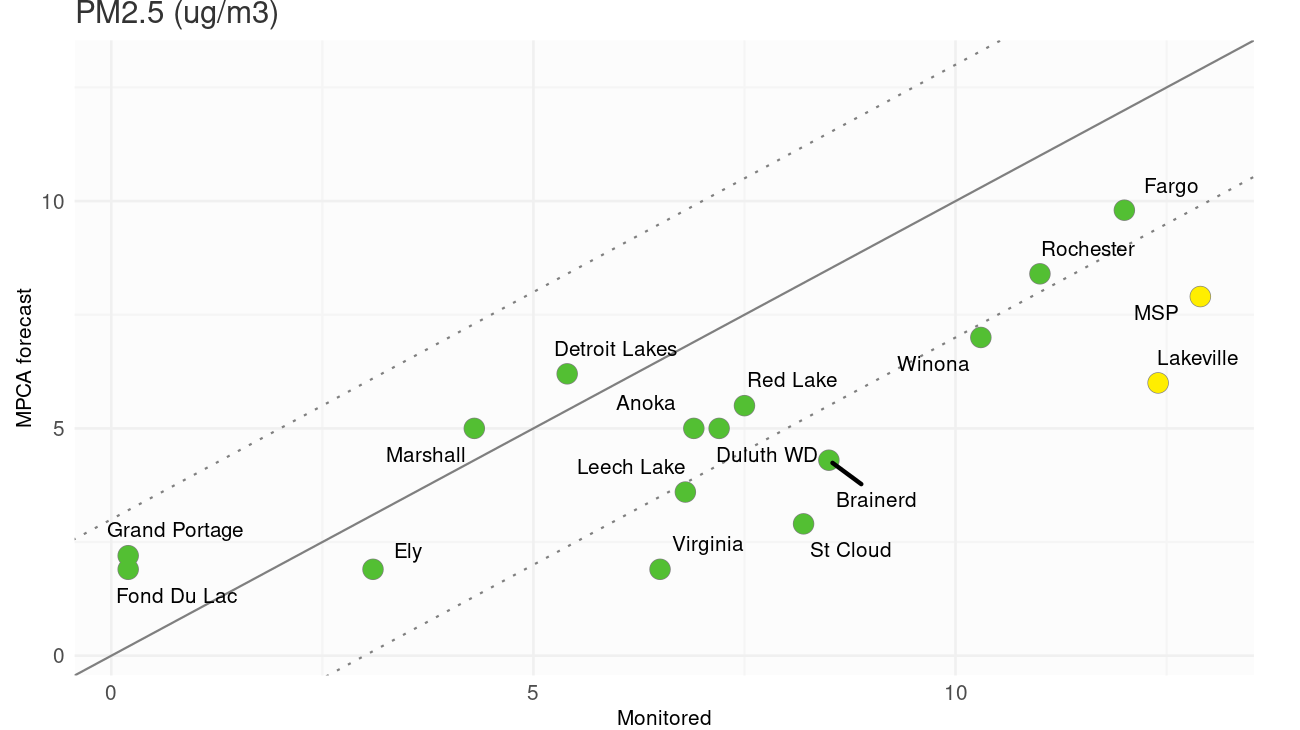 PM2.5 (ug/m3)
MPCA forecast
10
5
0
Fargo
Rochester
MSP
Lakeville
Winona
Detroit Lakes
Red Lake
Anoka
Marshall
Duluth WD
Leech Lake
Brainerd
Grand Portage
Virginia
Ely
St Cloud
Fond Du Lac
0
5
10
Monitored